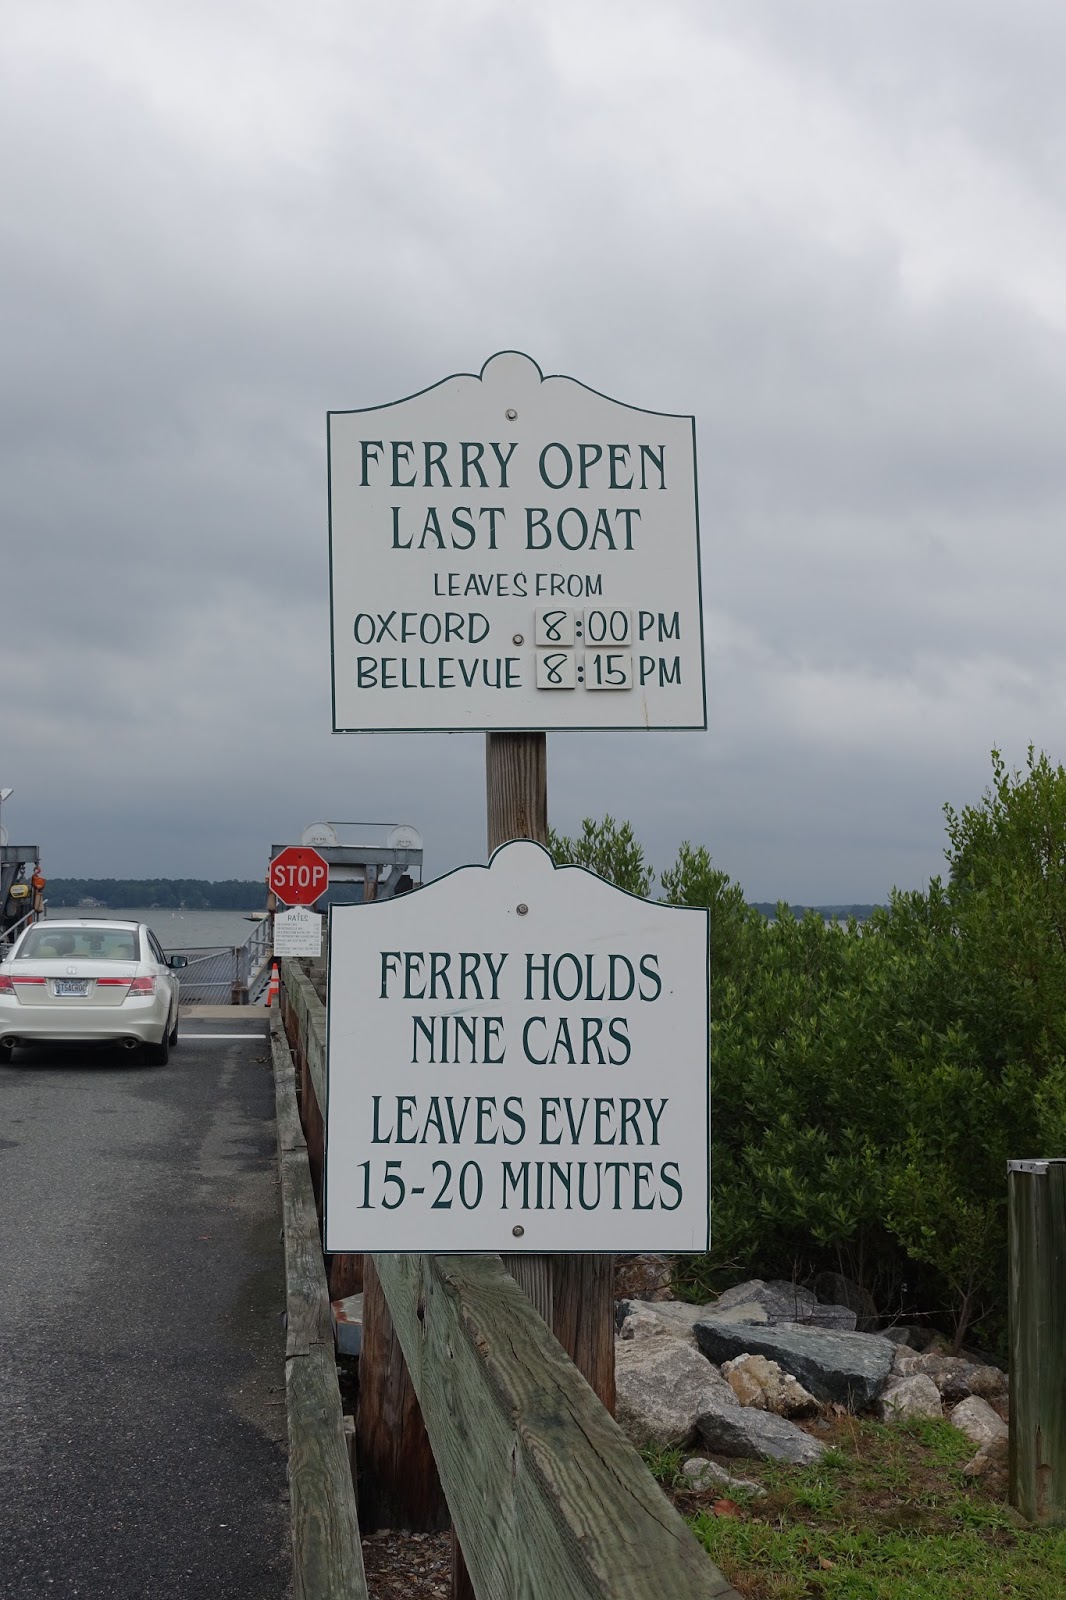 FERRY OPEN
LAST BOAT
LEAVES FROM
OXFORD 8:00 PM
BELLEVUE 8:15 PM
STOP
RATES
FERRY HOLDS
NINE CARS
LEAVES EVERY
15-20 MINUTES